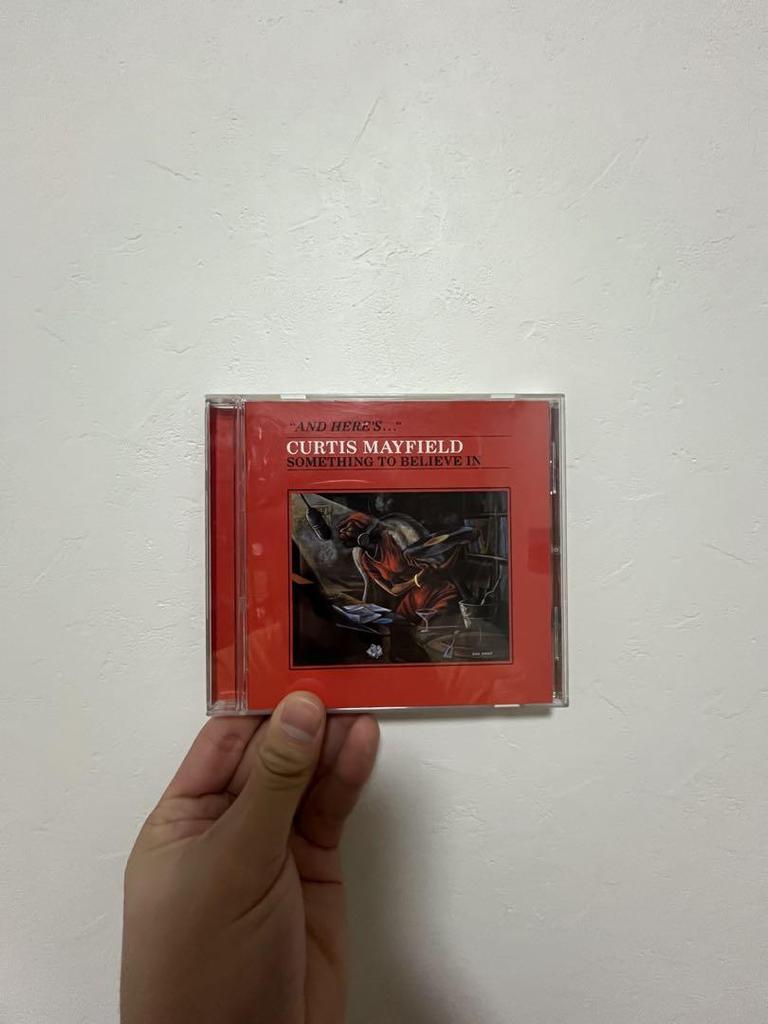 "AND HERE'S..."
CURTIS MAYFIELD
SOMETHING TO BELIEVE IN